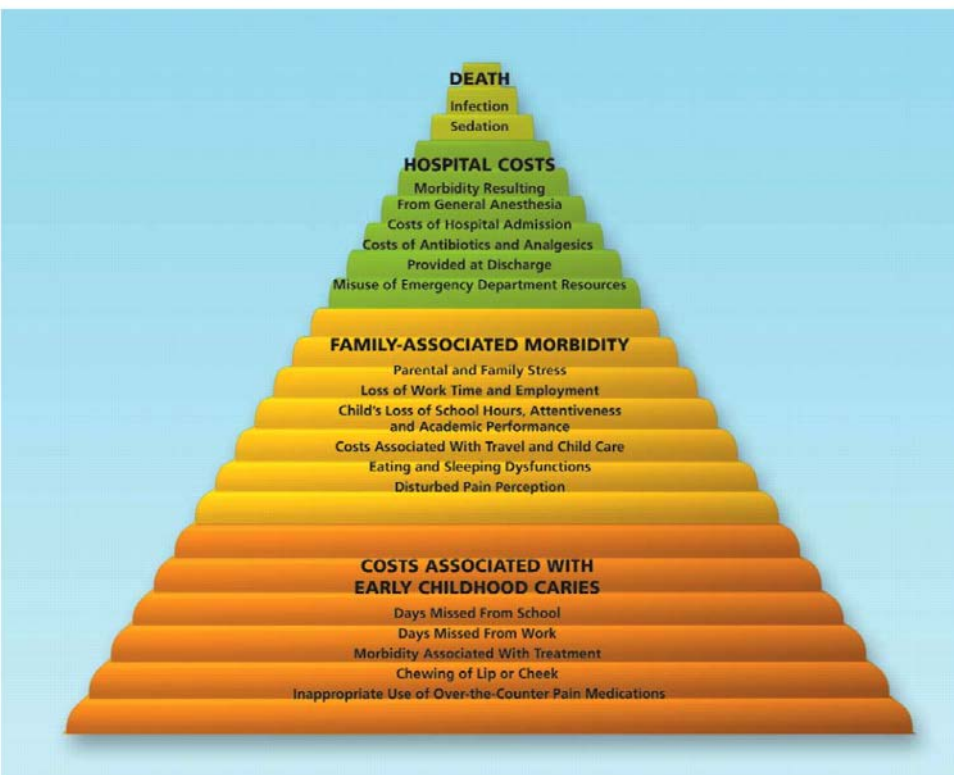 DEATH
Infection
Sedation
HOSPITAL COSTS
Morbidity Resulting
From General Anesthesia
Costs of Hospital Admission
Costs of Antibiotics and Analgesics
Provided at Discharge
Misuse of Emergency Department Resources
FAMILY-ASSOCIATED MORBIDITY
Parental and Family Stress
Loss of Work Time and Employment
Child's Loss of School Hours, Attentiveness
and Academic Performance
Costs Associated With Travel and Child Care
Eating and Sleeping Dysfunctions
Disturbed Pain Perception
COSTS ASSOCIATED WITH
EARLY CHILDHOOD CARIES
Days Missed From School
Days Missed From Work
Morbidity Associated With Treatment
Chewing of Lip or Cheek
Inappropriate Use of Over-the-Counter Pain Medications